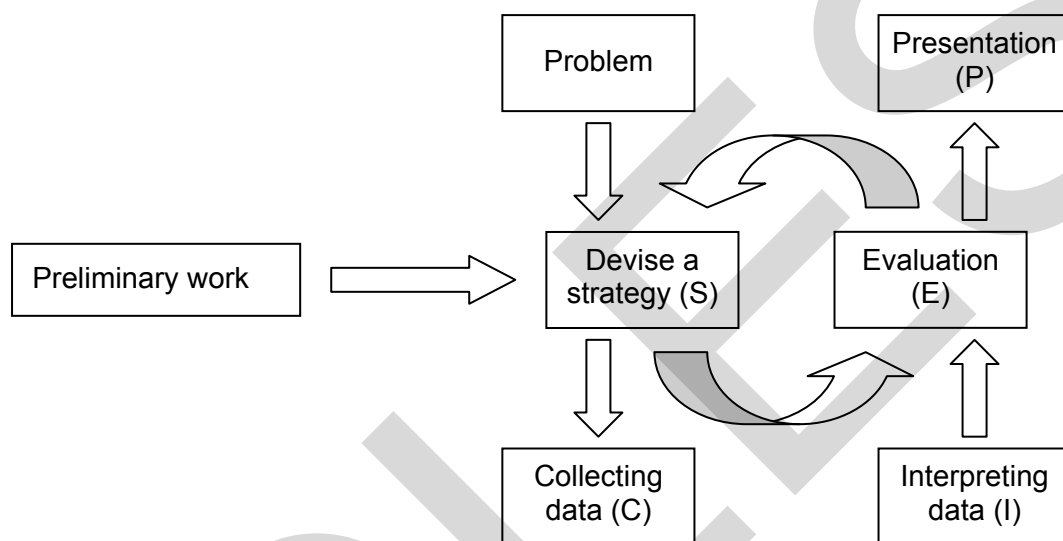 Problem
Presentation
(P)
Preliminary work
Devise a
strategy (S)
Evaluation
(E)
Collecting
data (C)
Interpreting
data (I)